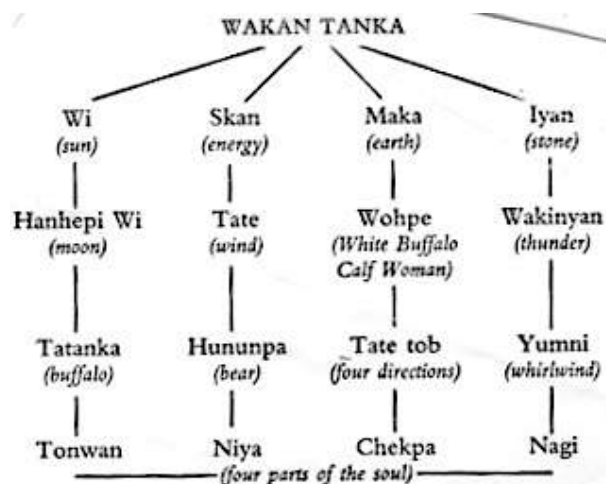 WAKAN TANKA
Wi Skan Maka Iyan
(sun) (energy) (earth) (stone)
Hanhepi Wi Tate Wohpe Wakinyan
(moon) (wind) (White Buffalo (thunder)
Calf Woman)
Tatanka Hununpa Tate tob Yumni
(buffalo) (bear) (four directions) (whirlwind)
Tonwan Niya Chekpa Nagi
(four parts of the soul)